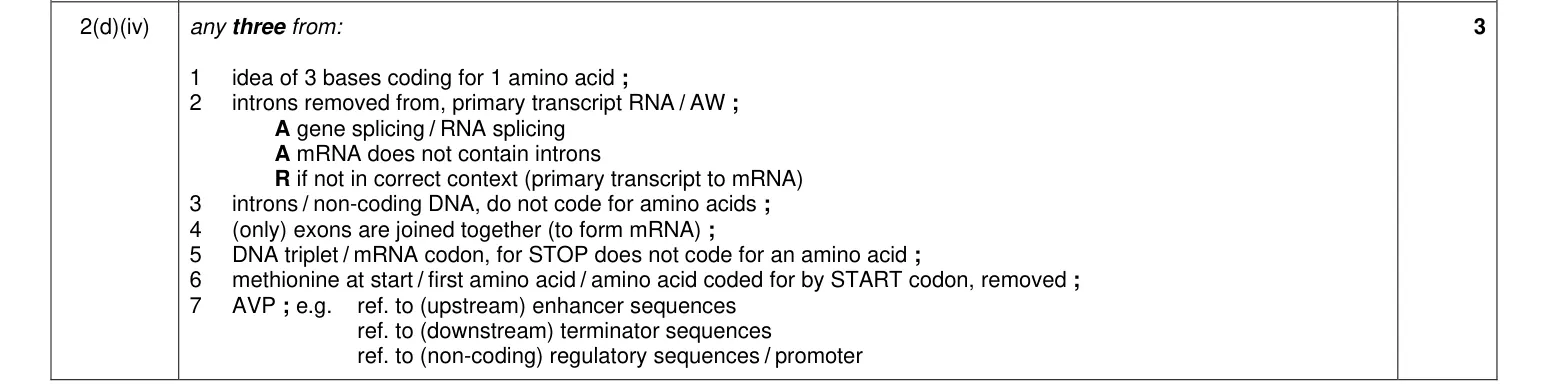 2(d)(iv) any three from: 3
1 idea of 3 bases coding for 1 amino acid ;
2 introns removed from, primary transcript RNA / AW ;
A gene splicing / RNA splicing
A mRNA does not contain introns
R if not in correct context (primary transcript to mRNA)
3 introns / non-coding DNA, do not code for amino acids ;
4 (only) exons are joined together (to form mRNA) ;
5 DNA triplet / mRNA codon, for STOP does not code for an amino acid ;
6 methionine at start / first amino acid / amino acid coded for by START codon, removed ;
7 AVP ; e.g. ref. to (upstream) enhancer sequences
ref. to (downstream) terminator sequences
ref. to (non-coding) regulatory sequences / promoter